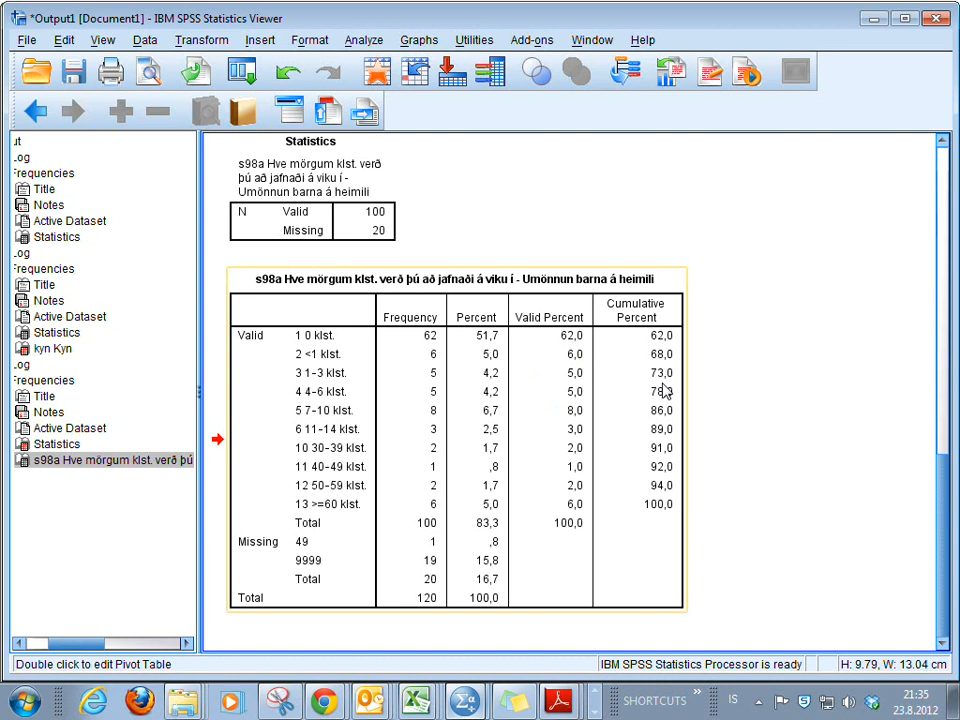 *Output1 [Document1] - IBM SPSS Statistics Viewer
File Edit View Data Transform Insert Format Analyze Graphs Utilities Add-ons Window Help
ut
Log
Frequencies
Title
Notes
Active Dataset
Statistics
Log
Frequencies
Title
Notes
Active Dataset
Statistics
kyn Kyn
Log
Frequencies
Title
Notes
Active Dataset
Statistics
s98a Hve mörgum klst. verð þú
Statistics
s98a Hve mörgum klst. verð
þú að jafnaði á viku í -
Umönnun barna á heimili
N Valid 100
Missing 20
s98a Hve mörgum klst. verð þú að jafnaði á viku í - Umönnun barna á heimili
Frequency Percent Valid Percent Cumulative Percent
Valid 1 0 klst. 62 51,7 62,0 62,0
2 <1 klst. 6 5,0 6,0 68,0
3 1-3 klst. 5 4,2 5,0 73,0
4 4-6 klst. 5 4,2 5,0 78,0
5 7-10 klst. 8 6,7 8,0 86,0
6 11-14 klst. 3 2,5 3,0 89,0
10 30-39 klst. 2 1,7 2,0 91,0
11 40-49 klst. 1 ,8 1,0 92,0
12 50-59 klst. 2 1,7 2,0 94,0
13 >=60 klst. 6 5,0 6,0 100,0
Total 100 83,3 100,0
Missing 49 1 ,8
9999 19 15,8
Total 20 16,7
Total 120 100,0
Double click to edit Pivot Table
IBM SPSS Statistics Processor is ready
H: 9.79, W: 13.04 cm
SHORTCUTS
IS
21:35
23.8.2012